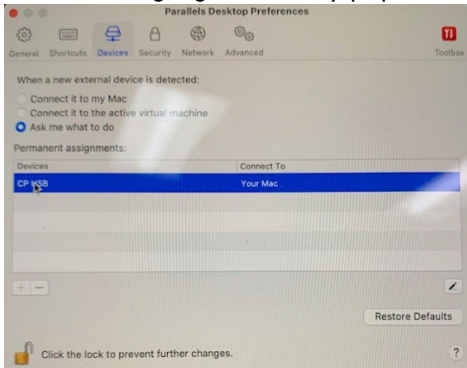 Parallels Desktop Preferences
General Shortcuts Devices Security Network Advanced Toolbox
When a new external device is detected:
Connect it to my Mac
Connect it to the active virtual machine
Ask me what to do
Permanent assignments:
Devices Connect To
CP USB Your Mac
+ −
Restore Defaults
Click the lock to prevent further changes. ?